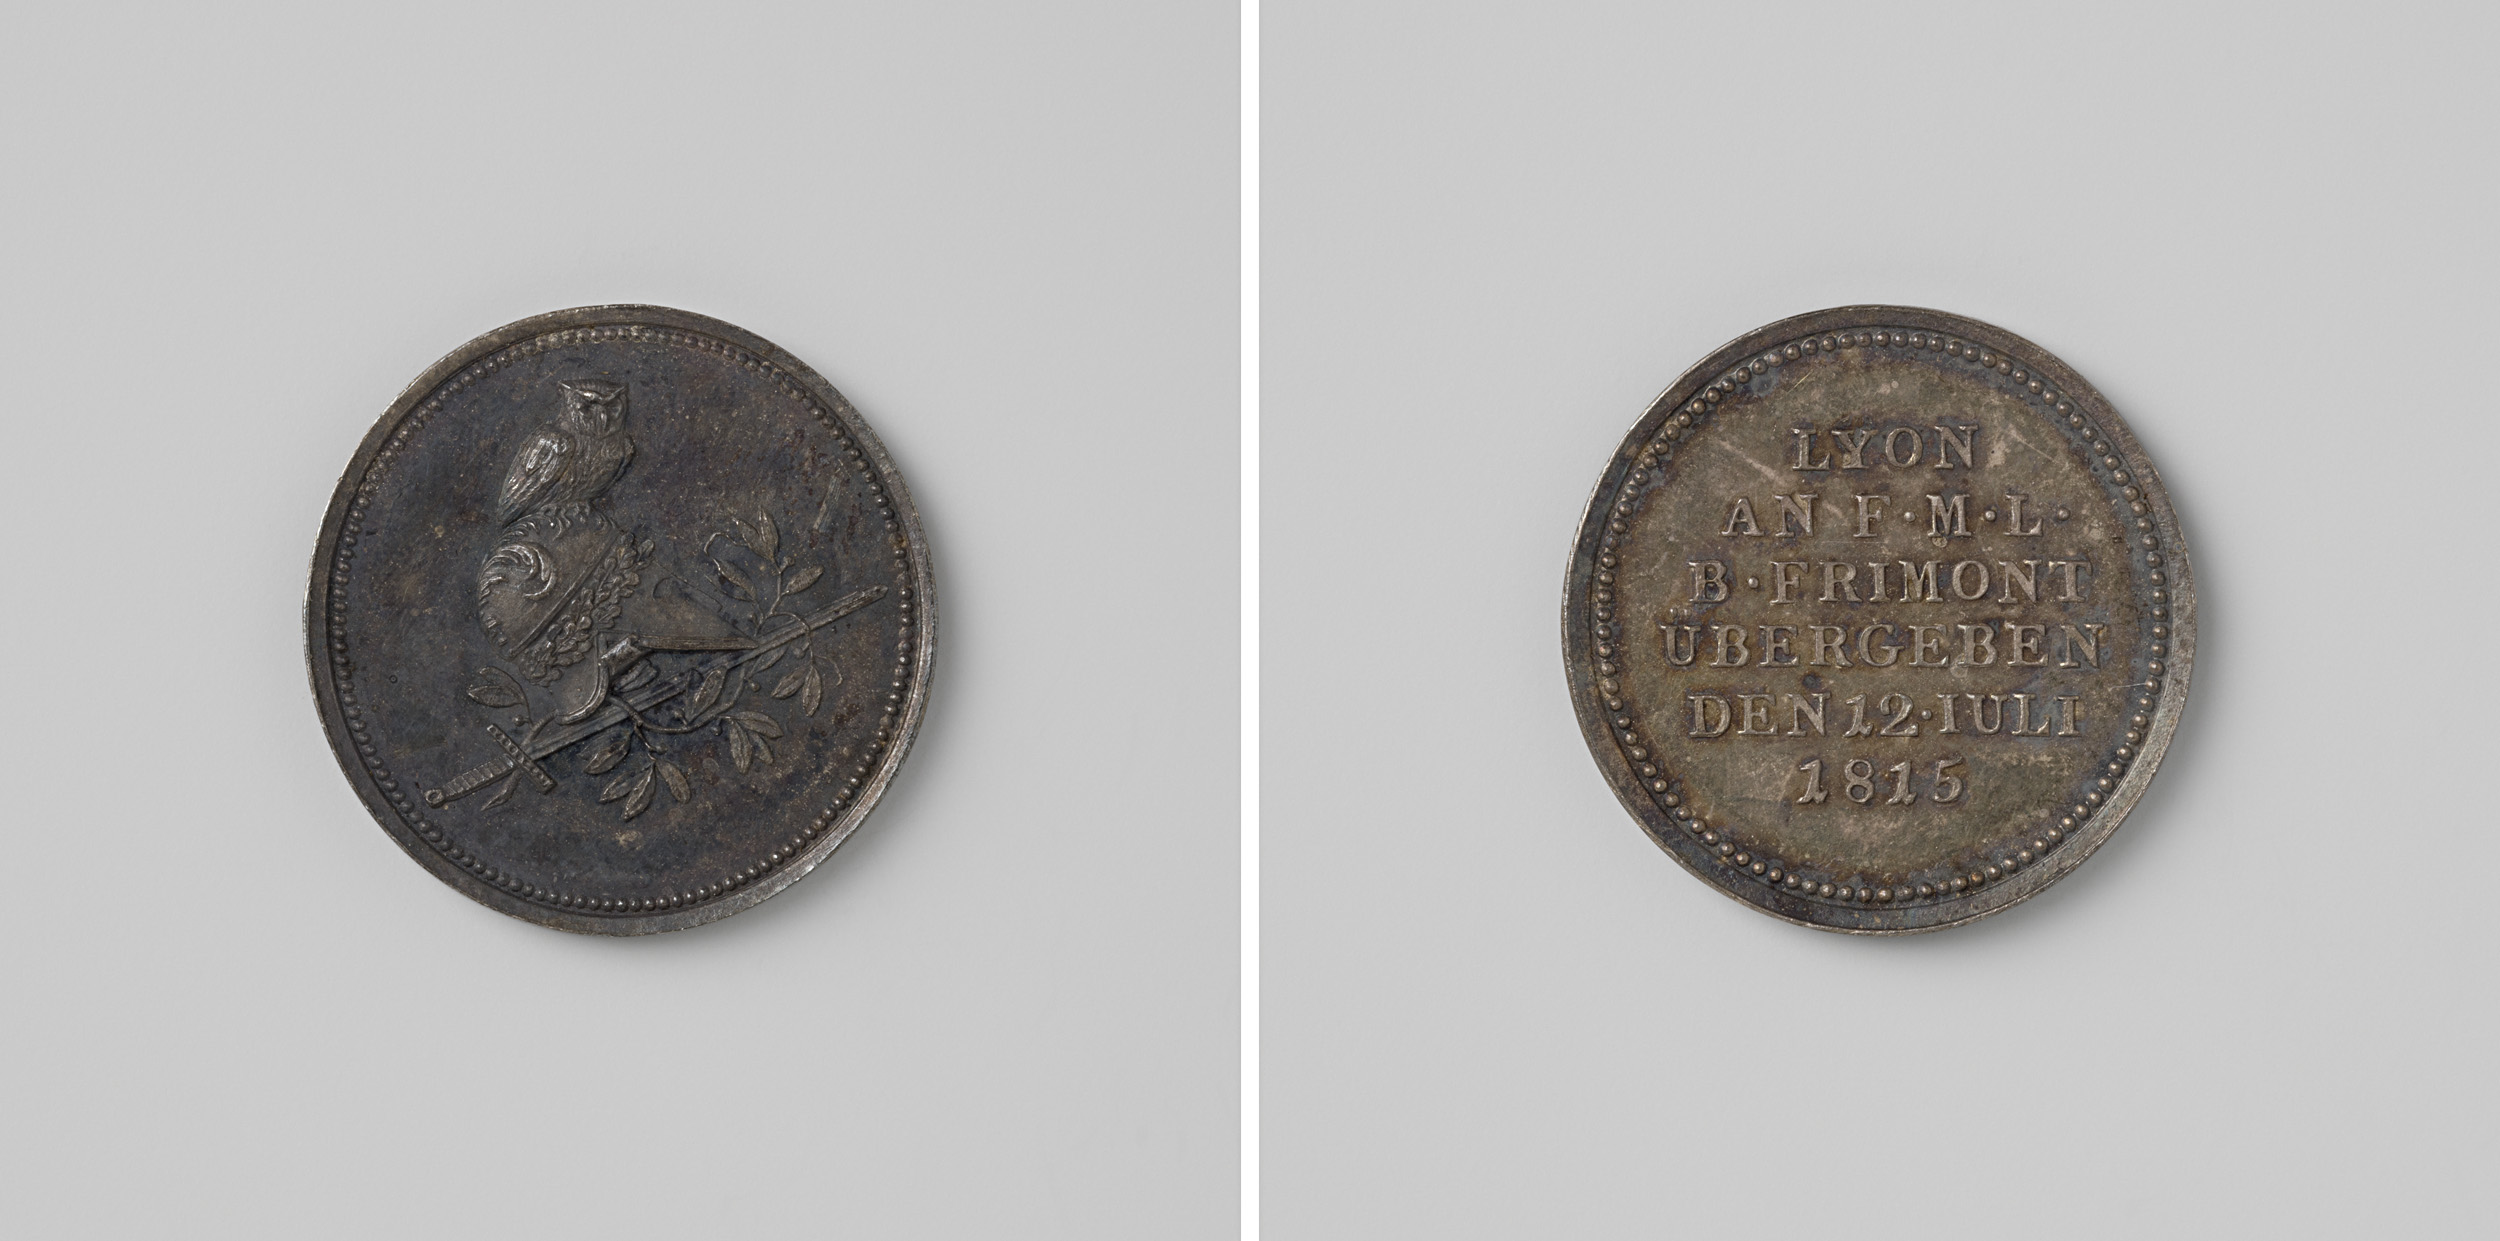 LYON
AN F·M·L·
B·FRIMONT
ÜBERGEBEN
DEN 12·IULI
1815